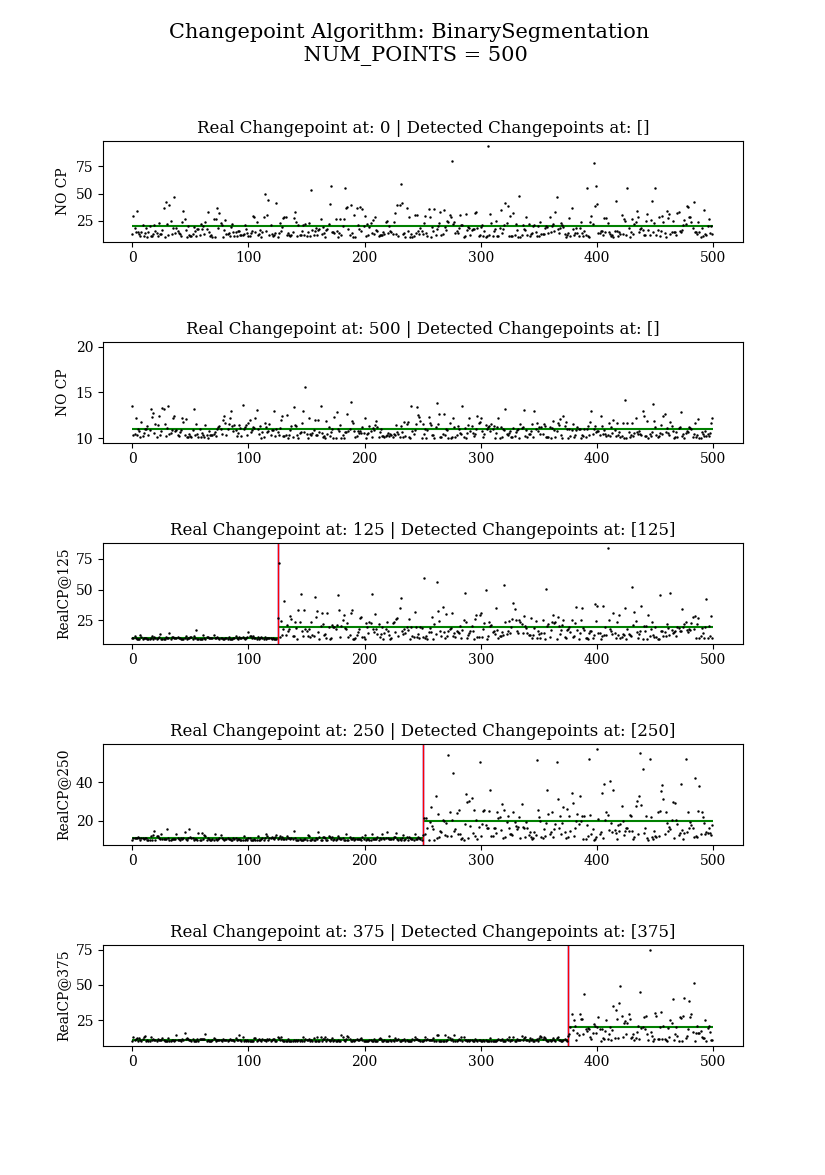 Changepoint Algorithm: BinarySegmentation
NUM_POINTS = 500
Real Changepoint at: 0 | Detected Changepoints at: []
NO CP
75
50
25
0 100 200 300 400 500
Real Changepoint at: 500 | Detected Changepoints at: []
NO CP
20
15
10
0 100 200 300 400 500
Real Changepoint at: 125 | Detected Changepoints at: [125]
RealCP@125
75
50
25
0 100 200 300 400 500
Real Changepoint at: 250 | Detected Changepoints at: [250]
RealCP@250
40
20
0 100 200 300 400 500
Real Changepoint at: 375 | Detected Changepoints at: [375]
RealCP@375
75
50
25
0 100 200 300 400 500